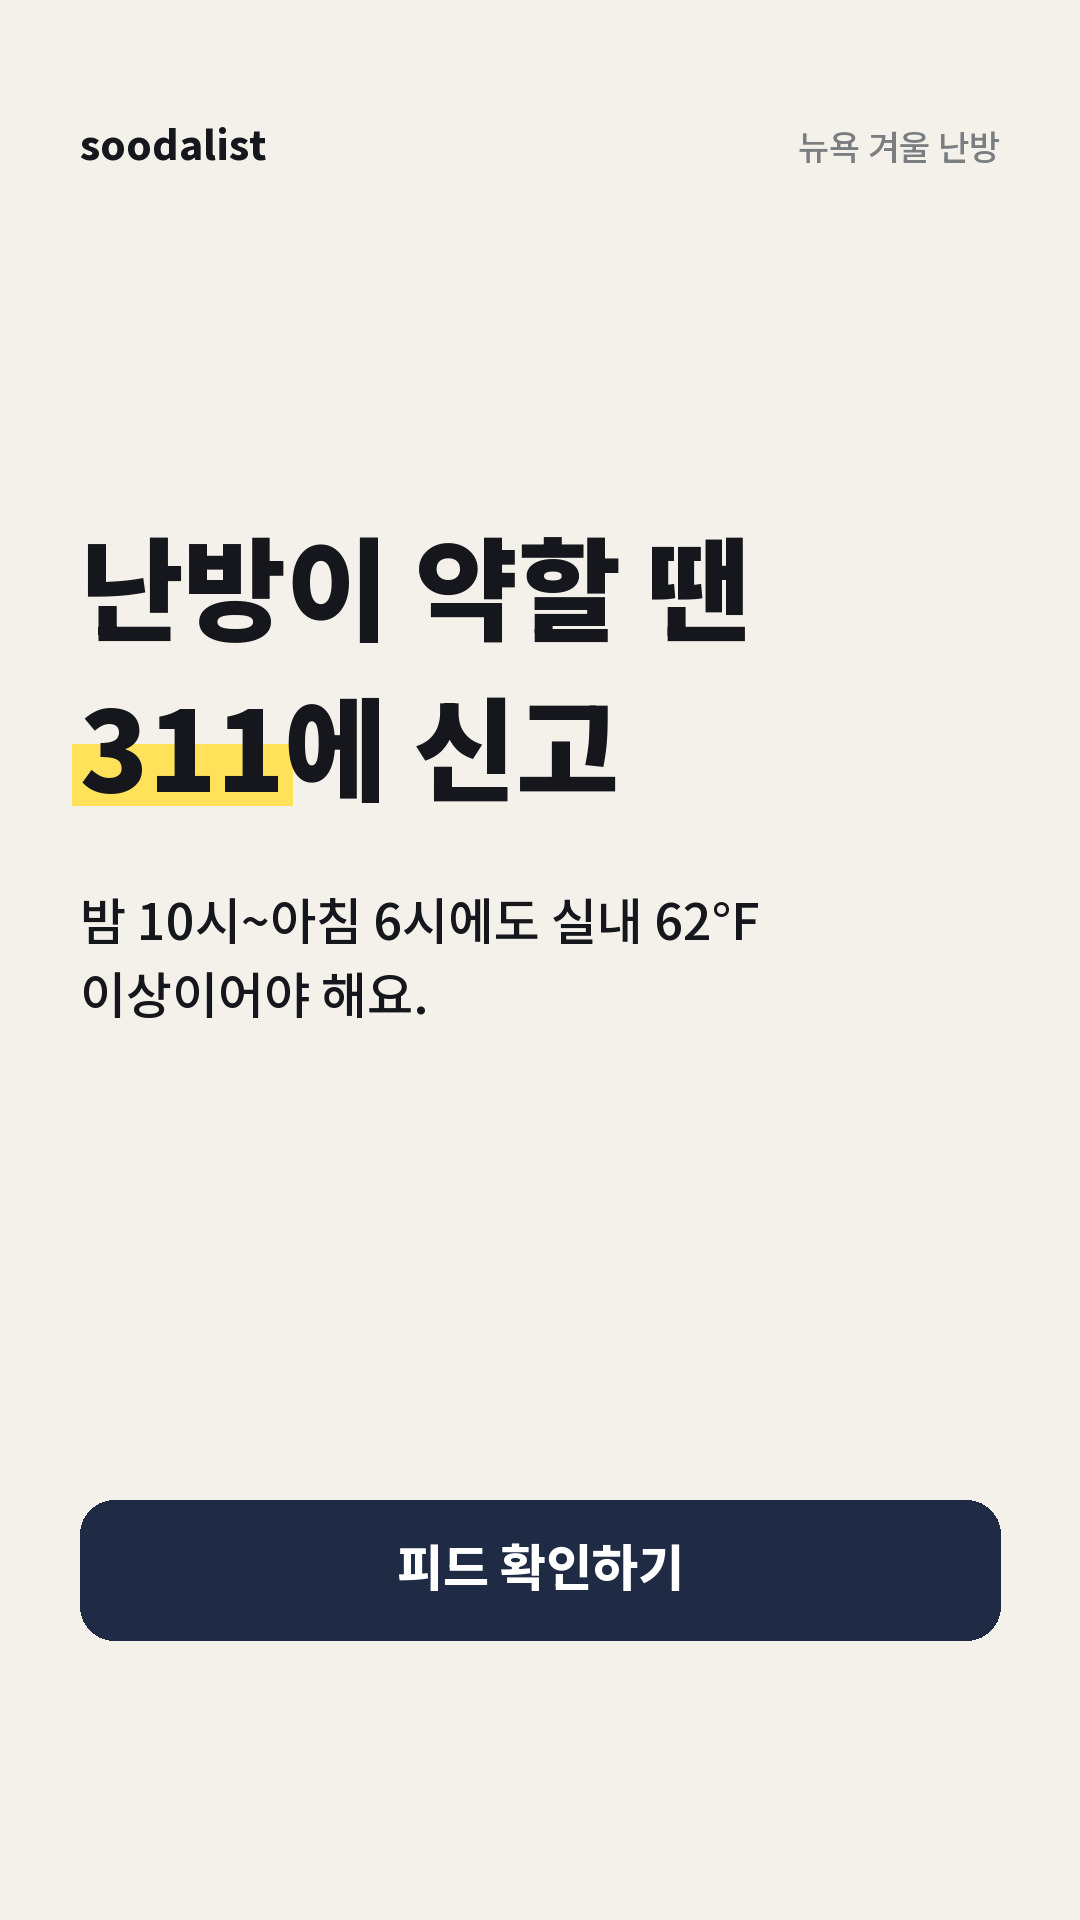 soodalist
뉴욕 겨울 난방
난방이 약할 땐
311에 신고
밤 10시~아침 6시에도 실내 62°F
이상이어야 해요.
피드 확인하기